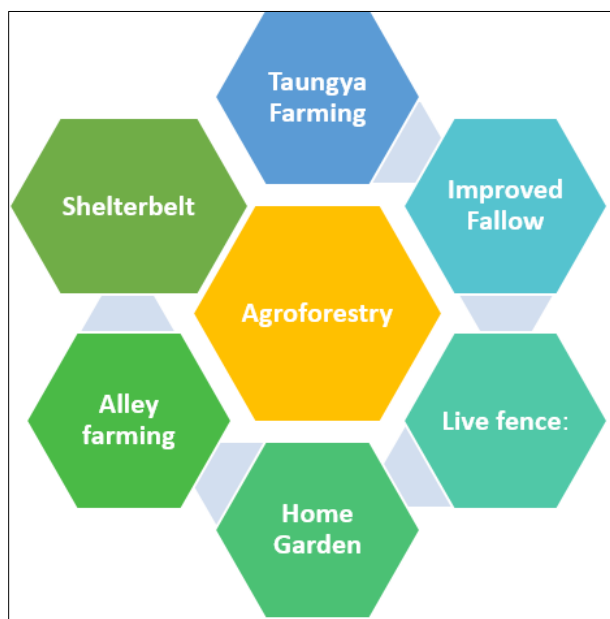 Taungya
Farming
Improved
Fallow
Live fence:
Home
Garden
Alley
farming
Shelterbelt
Agroforestry